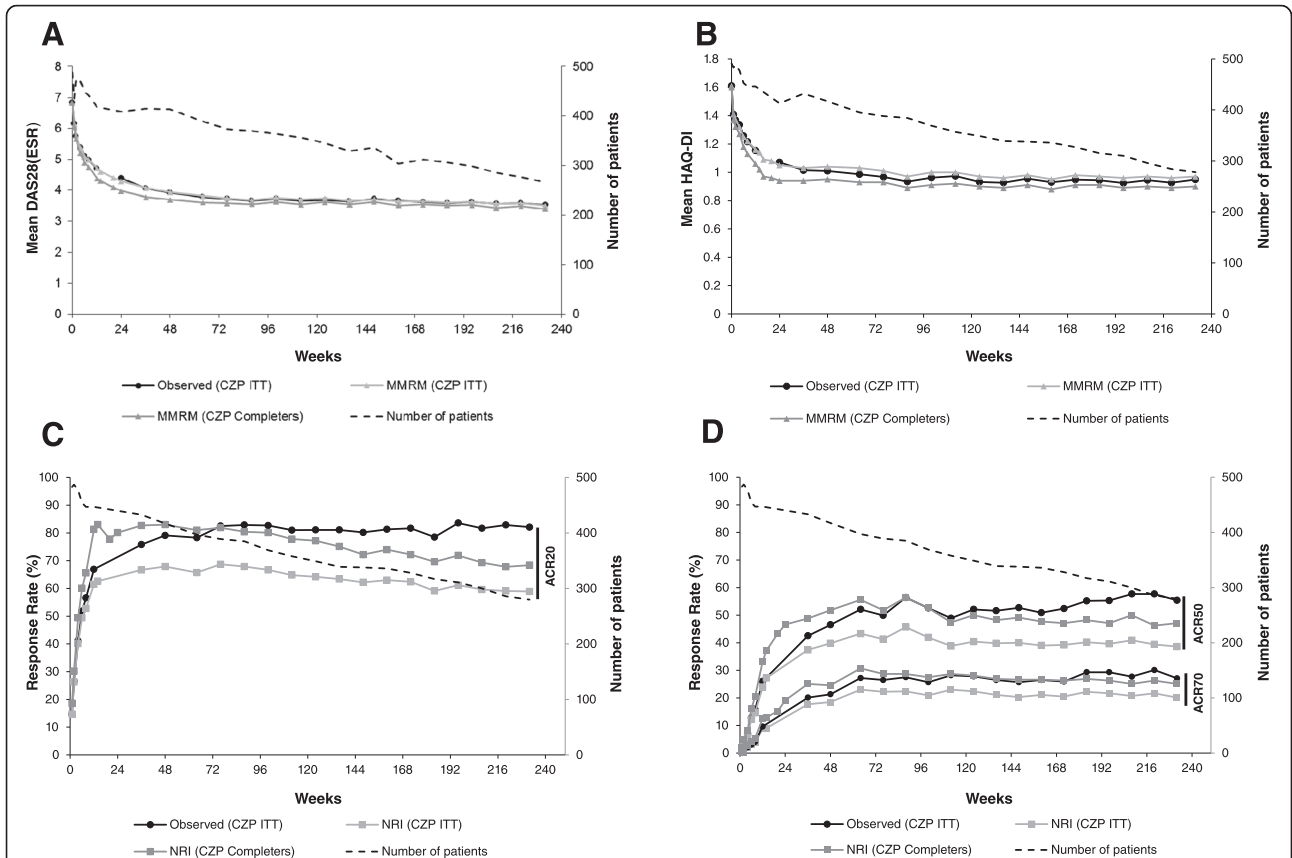 A
B
8
7
6
5
4
3
2
1
0
Mean DAS28(ESR)
500
400
300
200
100
0
Number of patients
0 24 48 72 96 120 144 168 192 216 240
Weeks
Observed (CZP ITT)
MMRM (CZP ITT)
MMRM (CZP Completers)
Number of patients
1.8
1.6
1.4
1.2
1
0.8
0.6
0.4
0.2
0
Mean HAQ-DI
500
400
300
200
100
0
Number of patients
0 24 48 72 96 120 144 168 192 216 240
Weeks
Observed (CZP ITT)
MMRM (CZP ITT)
MMRM (CZP Completers)
Number of patients
C
D
100
90
80
70
60
50
40
30
20
10
0
Response Rate (%)
ACR20
500
400
300
200
100
0
Number of patients
0 24 48 72 96 120 144 168 192 216 240
Weeks
Observed (CZP ITT)
NRI (CZP ITT)
NRI (CZP Completers)
Number of patients
100
90
80
70
60
50
40
30
20
10
0
Response Rate (%)
ACR50
ACR70
500
400
300
200
100
0
Number of patients
0 24 48 72 96 120 144 168 192 216 240
Weeks
Observed (CZP ITT)
NRI (CZP ITT)
NRI (CZP Completers)
Number of patients